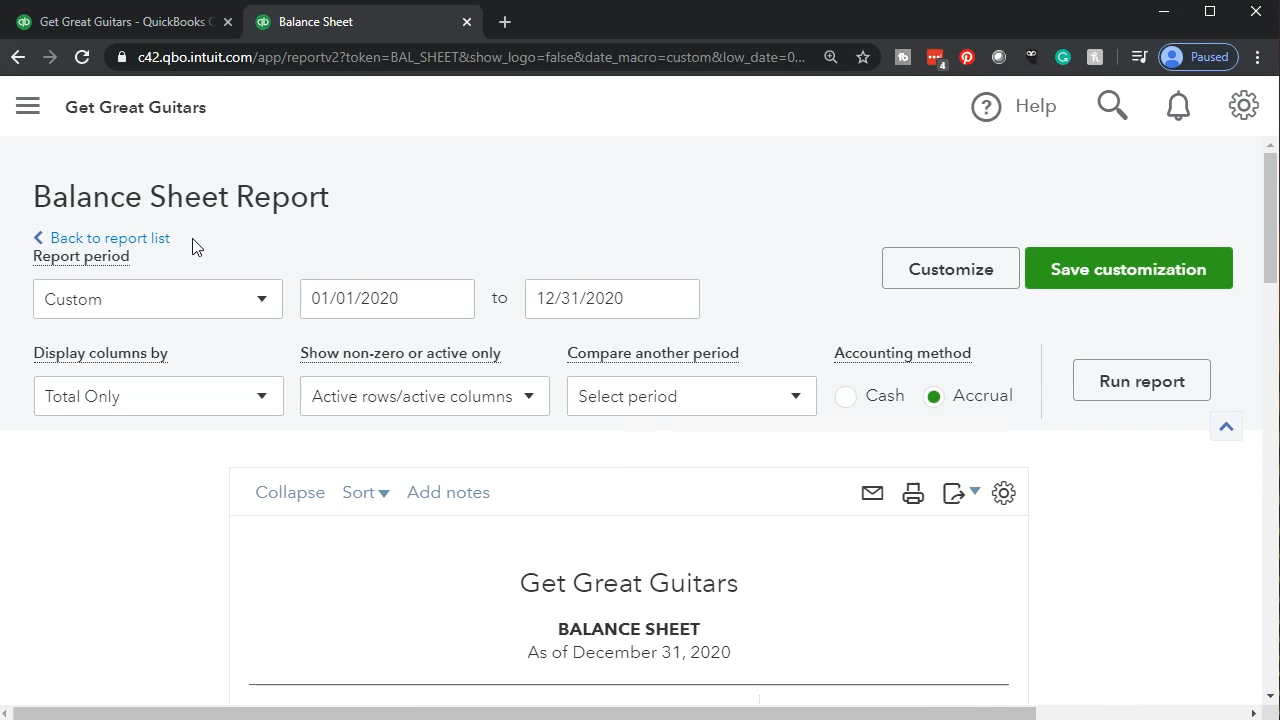 Get Great Guitars - QuickBooks
Balance Sheet
c42.qbo.intuit.com/app/reportv2?token=BAL_SHEET&show_logo=false&date_macro=custom&low_date=0...
4
Paused
Get Great Guitars
Help
Balance Sheet Report
Back to report list
Report period
Custom
01/01/2020
to
12/31/2020
Customize
Save customization
Display columns by
Show non-zero or active only
Compare another period
Accounting method
Total Only
Active rows/active columns
Select period
Cash
Accrual
Run report
Collapse
Sort
Add notes
Get Great Guitars
BALANCE SHEET
As of December 31, 2020